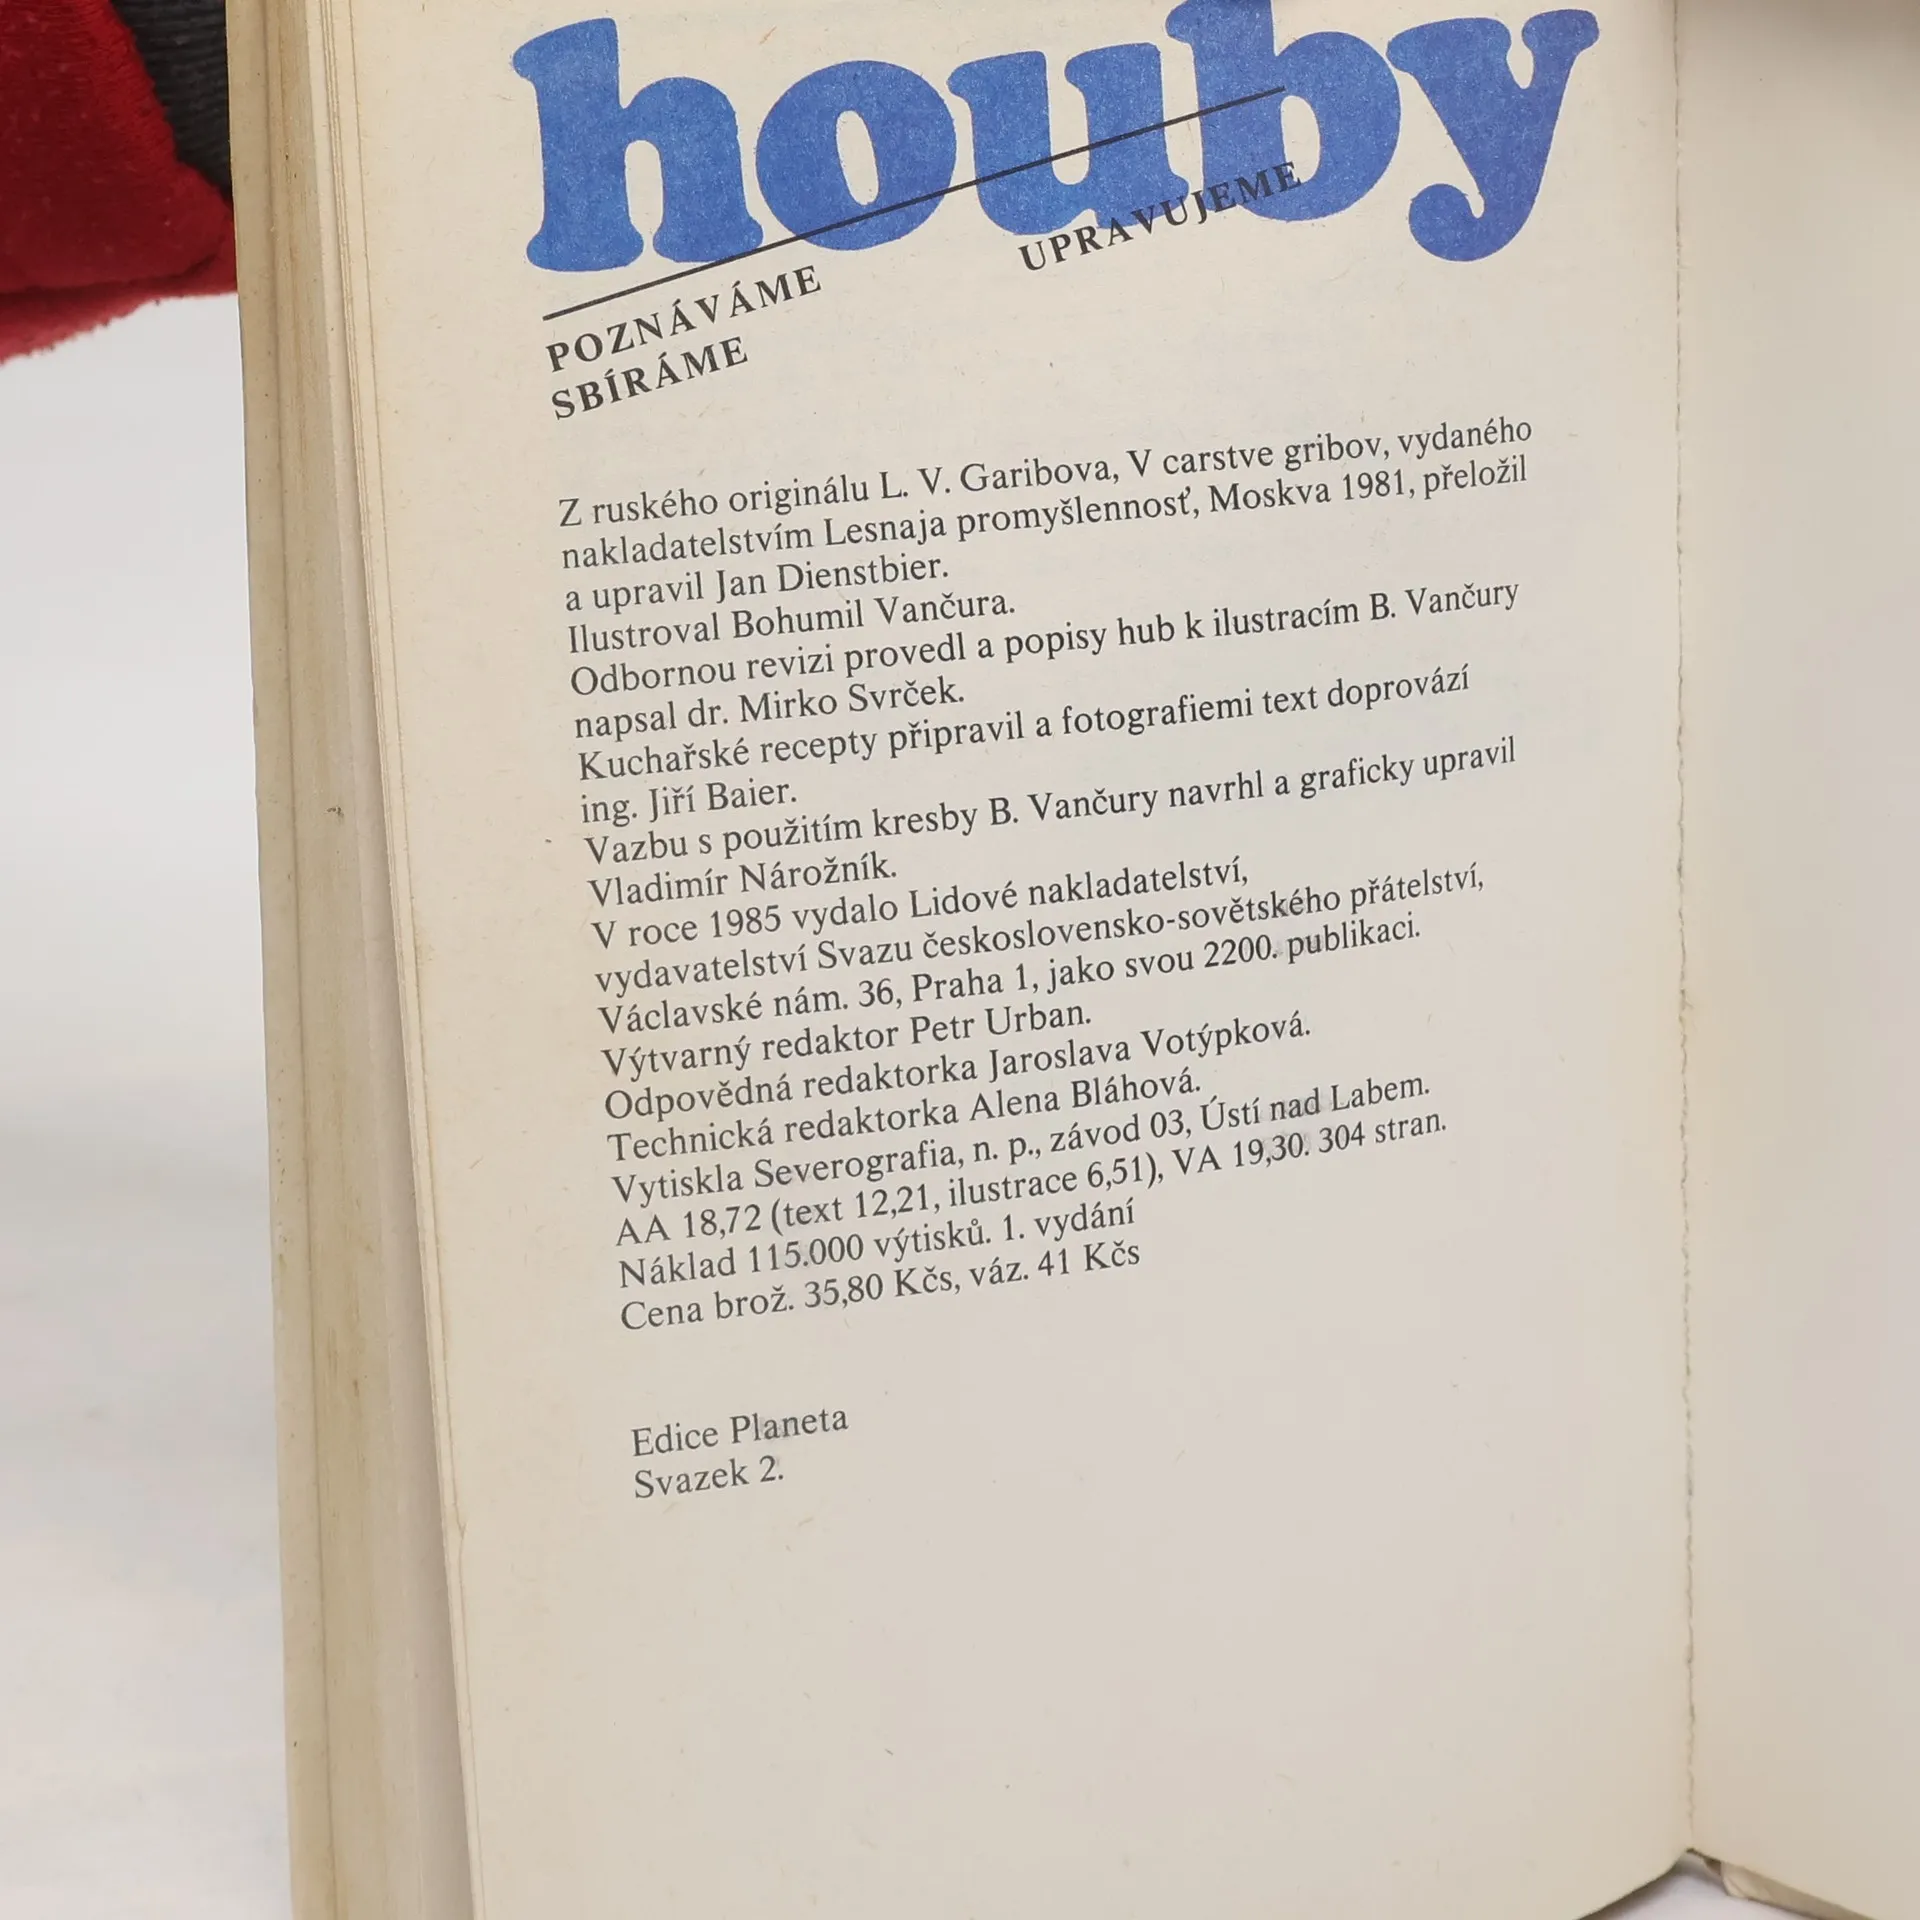 houby
POZNÁVÁME
UPRAVUJEME
SBÍRÁME
Z ruského originálu L. V. Garibova, V carstve gribov, vydaného
nakladatelstvím Lesnaja promyšlennosť, Moskva 1981, přeložil
a upravil Jan Dienstbier.
Ilustroval Bohumil Vančura.
Odbornou revizi provedl a popisy hub k ilustracím B. Vančury
napsal dr. Mirko Svrček.
Kuchařské recepty připravil a fotografiemi text doprovází
ing. Jiří Baier.
Vazbu s použitím kresby B. Vančury navrhl a graficky upravil
Vladimír Nárožník.
V roce 1985 vydalo Lidové nakladatelství,
vydavatelství Svazu československo-sovětského přátelství,
Václavské nám. 36, Praha 1, jako svou 2200. publikaci.
Výtvarný redaktor Petr Urban.
Odpovědná redaktorka Jaroslava Votýpková.
Technická redaktorka Alena Bláhová.
Vytiskla Severografia, n. p., závod 03, Ústí nad Labem.
AA 18,72 (text 12,21, ilustrace 6,51), VA 19,30. 304 stran.
Náklad 115.000 výtisků. 1. vydání
Cena brož. 35,80 Kčs, váz. 41 Kčs
Edice Planeta
Svazek 2.